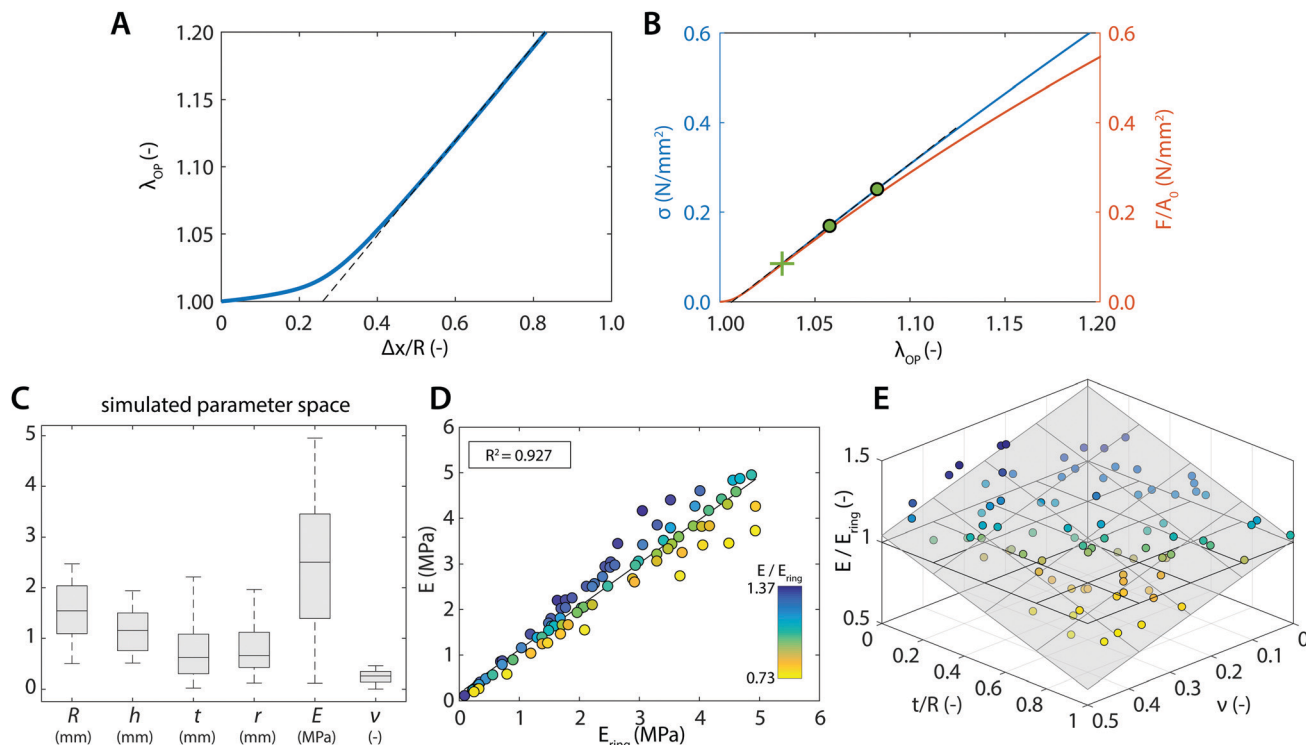 A
λOP (-)
1.20
1.15
1.10
1.05
1.00
0
0.2
0.4
0.6
0.8
1.0
Δx/R (-)
B
σ (N/mm²)
0.6
0.4
0.2
0.0
1.00
1.05
1.10
1.15
1.20
λOP (-)
0.6
0.4
0.2
0.0
F/A0 (N/mm²)
C
simulated parameter space
5
4
3
2
1
0
R h t r E ν
(mm) (mm) (mm) (mm) (MPa) (-)
D
E (MPa)
6
5
4
3
2
1
0
R² = 0.927
E / Ering
1.37
0.73
0 1 2 3 4 5 6
Ering (MPa)
E
E / Ering (-)
1.5
1
0.5
0
0.2
0.4
0.6
0.8
1
t/R (-)
0.5
0.4
0.3
0.2
0.1
0
ν (-)